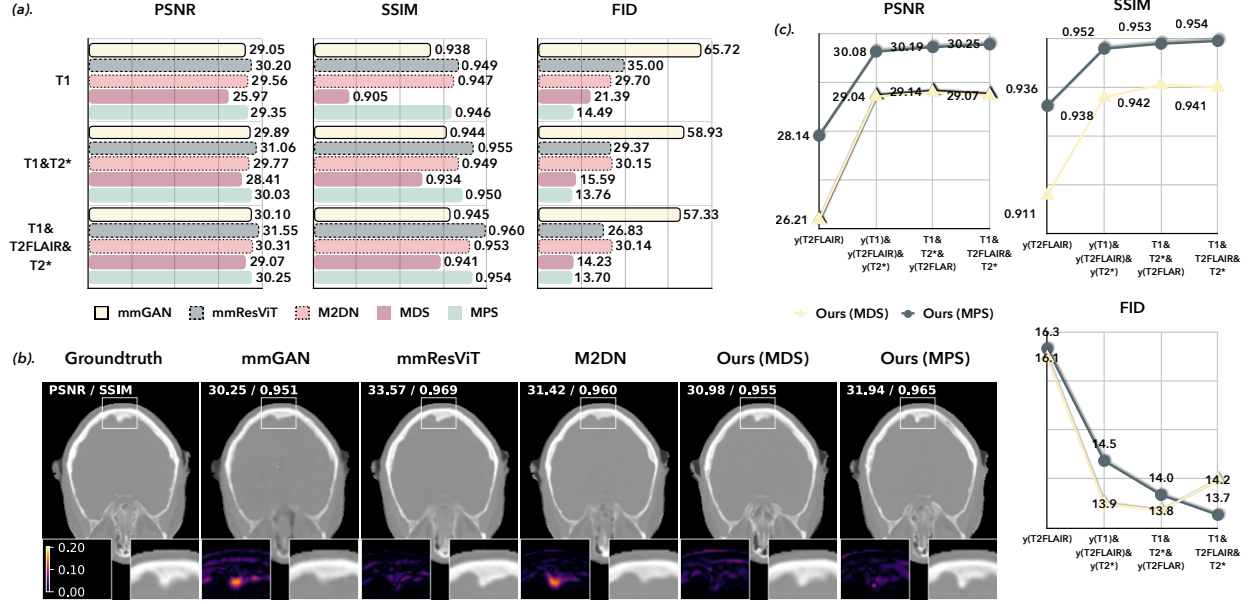 (a).
PSNR
SSIM
FID
T1
29.05
30.20
29.56
25.97
29.35
0.938
0.949
0.947
0.905
0.946
65.72
35.00
29.70
21.39
14.49
T1&T2*
29.89
31.06
29.77
28.41
30.03
0.944
0.955
0.949
0.934
0.950
58.93
29.37
30.15
15.59
13.76
T1&
T2FLAIR&
T2*
30.10
31.55
30.31
29.07
30.25
0.945
0.960
0.953
0.941
0.954
57.33
26.83
30.14
14.23
13.70
mmGAN mmResViT M2DN MDS MPS
(b).
Groundtruth mmGAN mmResViT M2DN Ours (MDS) Ours (MPS)
PSNR / SSIM 30.25 / 0.951 33.57 / 0.969 31.42 / 0.960 30.98 / 0.955 31.94 / 0.965
0.20
0.10
0.00
(c).
PSNR
30.08 30.19 30.25
29.04 29.14 29.07
28.14
26.21
y(T2FLAIR)
y(T1)&
y(T2FLAIR)&
y(T2*)
T1&
T2*&
y(T2FLAR)
T1&
T2FLAIR&
T2*
SSIM
0.952 0.953 0.954
0.936
0.938 0.942 0.941
0.911
y(T2FLAIR)
y(T1)&
y(T2FLAIR)&
y(T2*)
T1&
T2*&
y(T2FLAR)
T1&
T2FLAIR&
T2*
Ours (MDS) Ours (MPS)
FID
16.3
16.1
14.5
14.0
14.2
13.7
13.9
13.8
y(T2FLAIR)
y(T1)&
y(T2FLAIR)&
y(T2*)
T1&
T2*&
y(T2FLAR)
T1&
T2FLAIR&
T2*